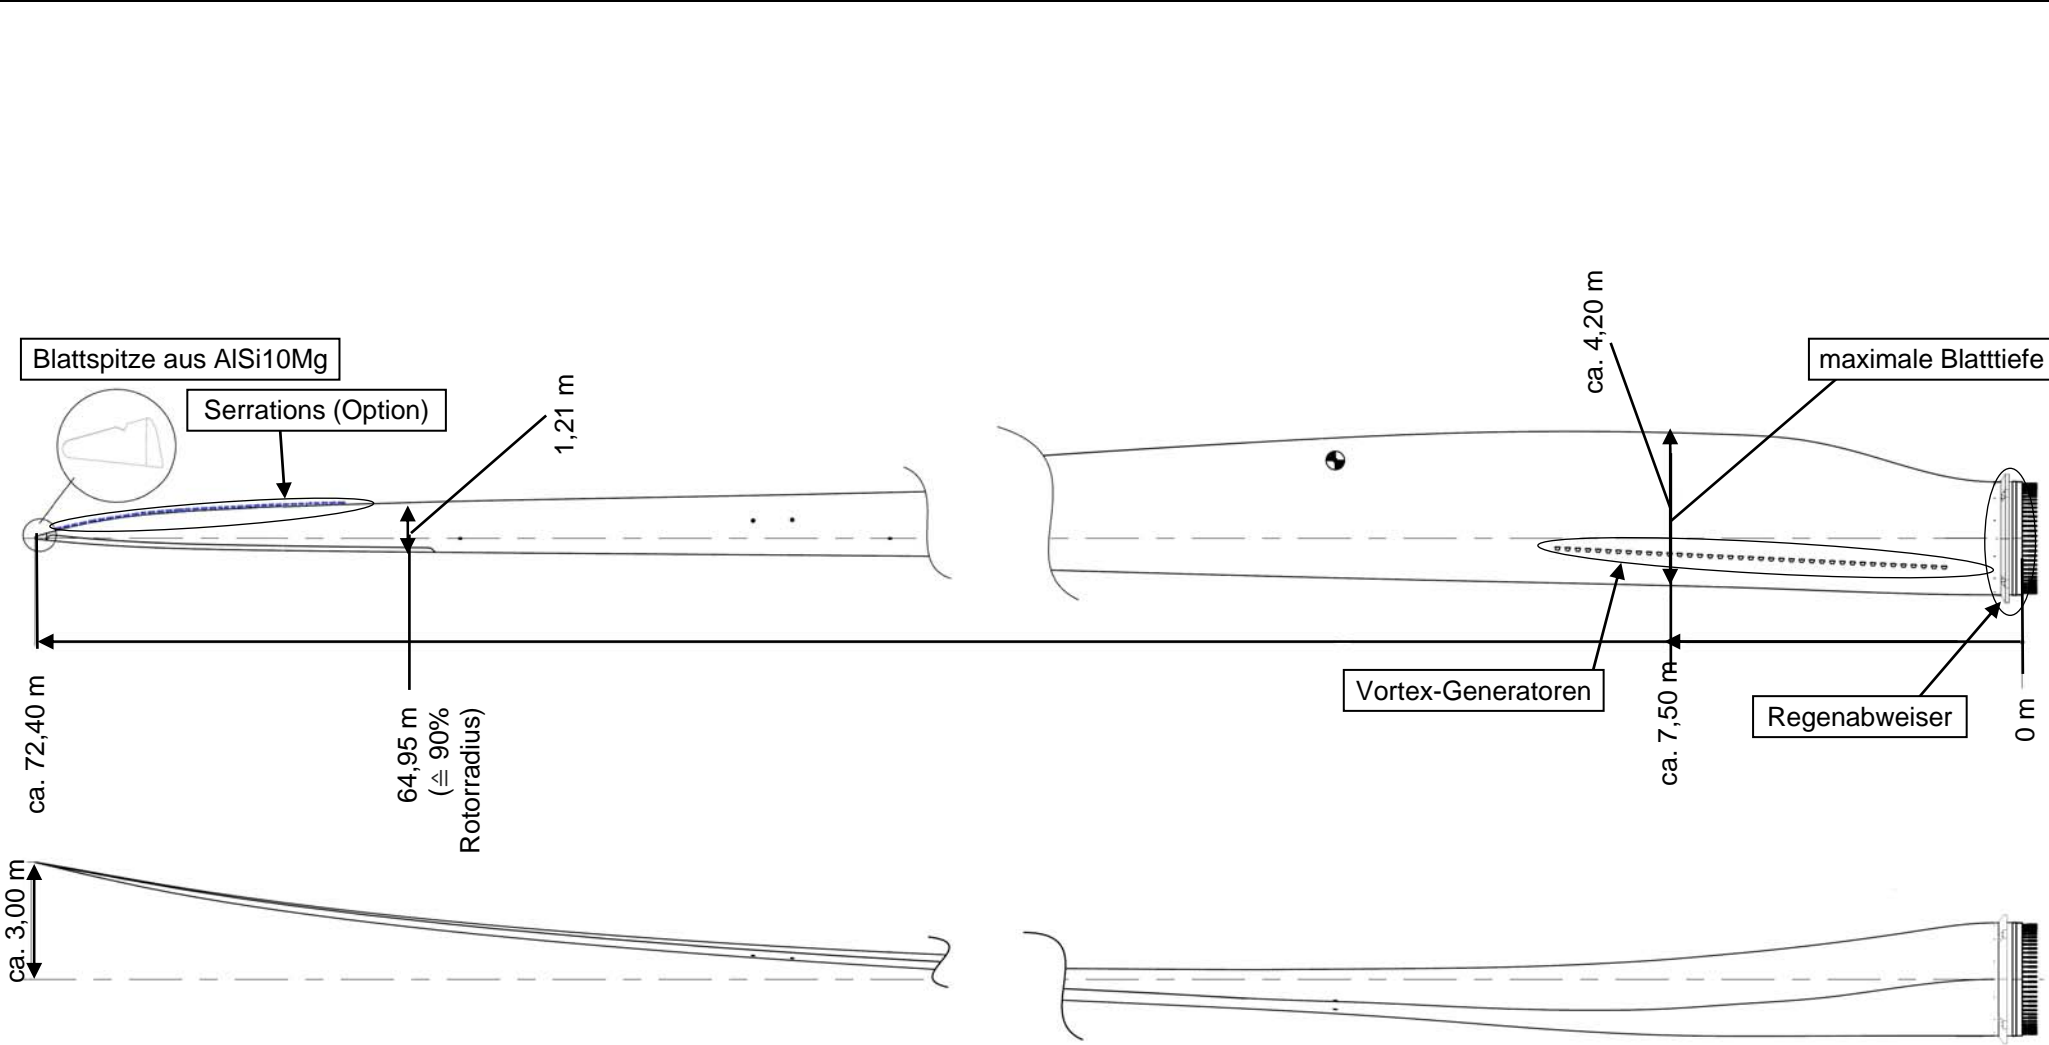 ca. 4,20 m
Blattspitze aus AlSi10Mg
maximale Blatttiefe
Serrations (Option)
1,21 m
ca. 72,40 m
64,95 m
(≙ 90%
Rotorradius)
Vortex-Generatoren
ca. 7,50 m
Regenabweiser
0 m
ca. 3,00 m